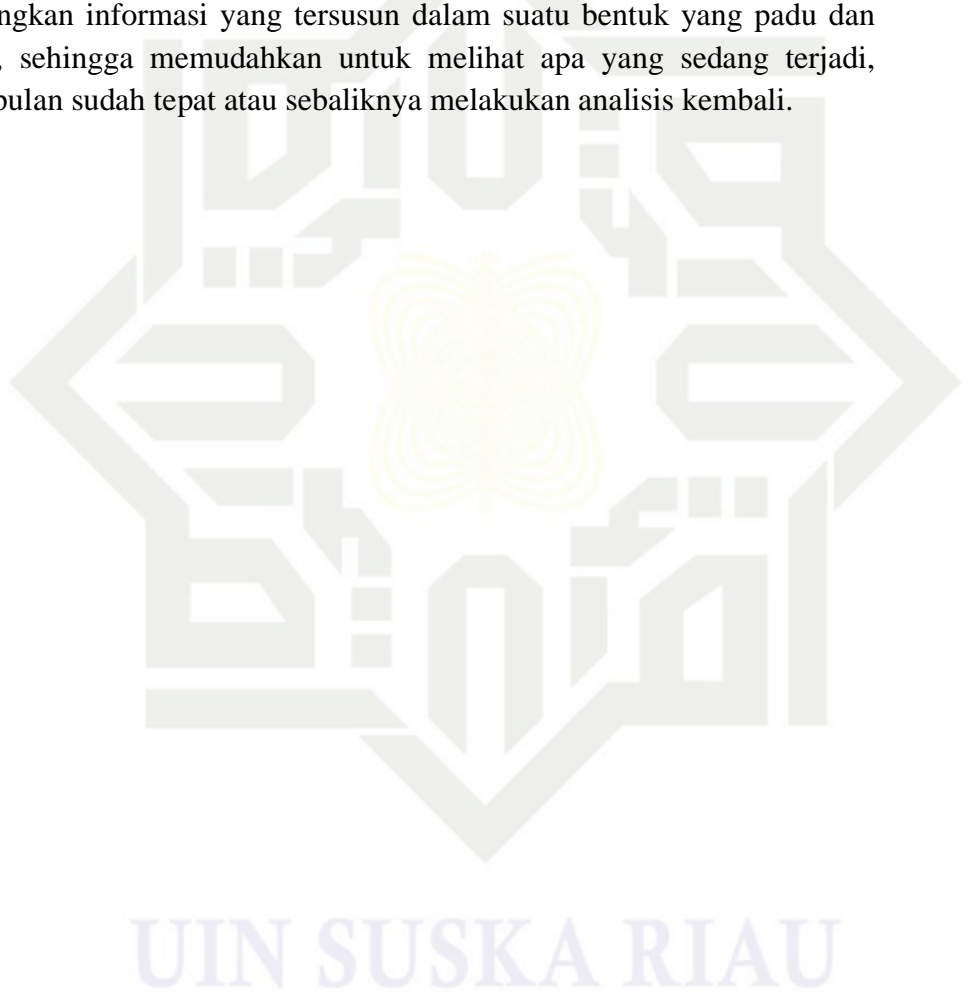 ngkan informasi yang tersusun dalam suatu bentuk yang padu dan
, sehingga memudahkan untuk melihat apa yang sedang terjadi,
pulan sudah tepat atau sebaliknya melakukan analisis kembali.
UIN SUSKA RIAU